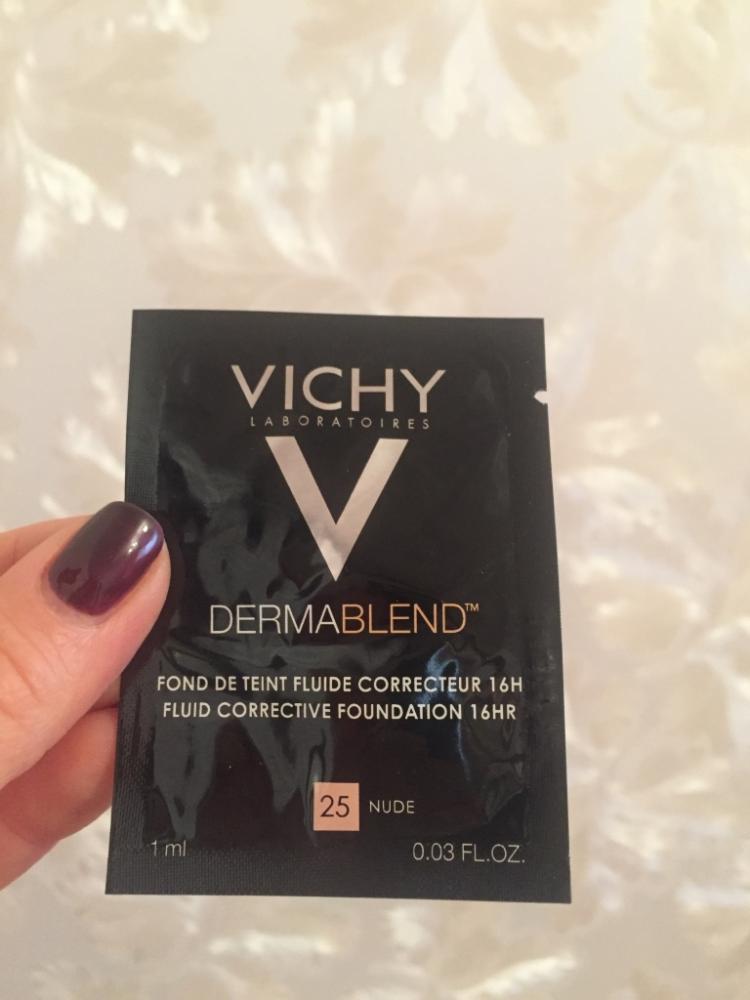 VICHY
LABORATOIRES
V
DERMABLEND™
FOND DE TEINT FLUIDE CORRECTEUR 16H
FLUID CORRECTIVE FOUNDATION 16HR
25 NUDE
1 ml 0.03 FL.OZ.